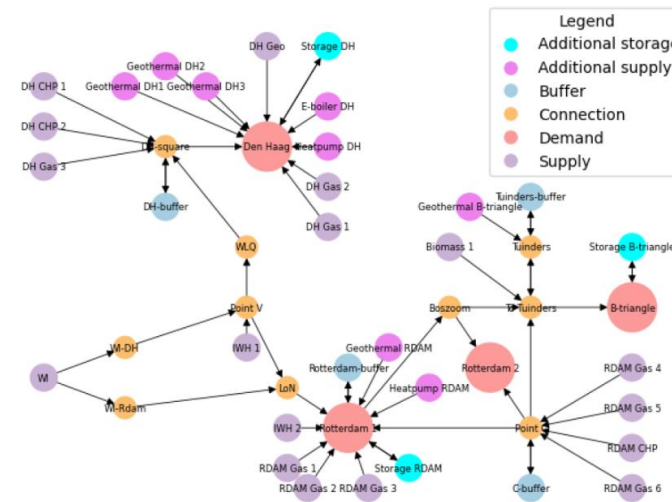 Legend
Additional storage
Additional supply
Buffer
Connection
Demand
Supply
Geothermal DH2
DH Geo
Storage DH
DH CHP 1
Geothermal DH1
Geothermal DH3
E-boiler DH
DH CHP 2
DH-square
Den Haag
Heatpump DH
DH Gas 3
DH Gas 2
DH-buffer
DH Gas 1
Tuinders-buffer
Geothermal B-triangle
WLQ
Biomass 1
Tuinders
Storage B-triangle
Point V
Boszoom
Tuinders
B-triangle
WI-DH
IWH 1
Geothermal RDAM
Rotterdam-buffer
Rotterdam 2
RDAM Gas 4
WI
LoN
Heatpump RDAM
WI-Rdam
RDAM Gas 5
IWH 2
Rotterdam 1
Point
RDAM CHP
RDAM Gas 1
Storage RDAM
RDAM Gas 2
RDAM Gas 3
C-buffer
RDAM Gas 6